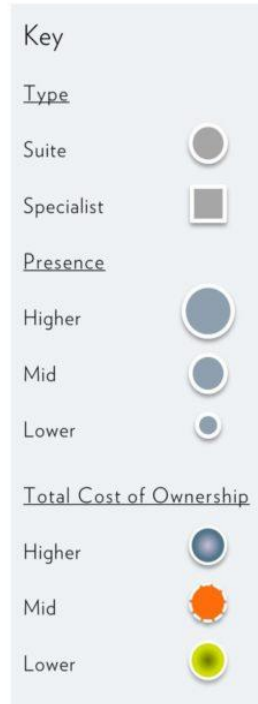 Key
Type
Suite
Specialist
Presence
Higher
Mid
Lower
Total Cost of Ownership
Higher
Mid
Lower